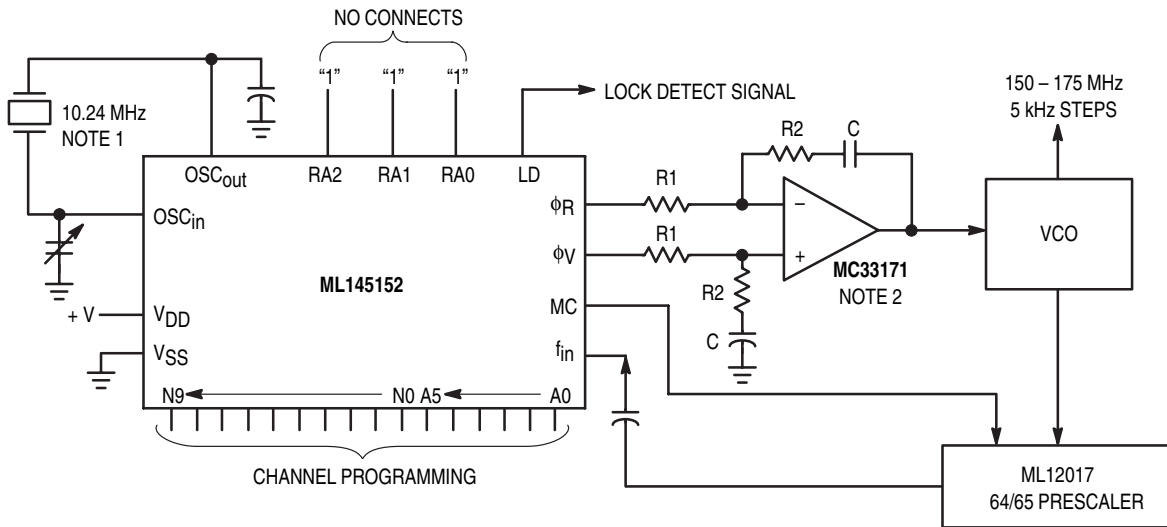 NO CONNECTS
"1" "1" "1"
10.24 MHz
NOTE 1
LOCK DETECT SIGNAL
150 – 175 MHz
5 kHz STEPS
R2 C
OSCout RA2 RA1 RA0 LD
R1
ϕR
OSCin
–
VCO
R1
ϕV
+
ML145152
MC33171
NOTE 2
R2
MC
+ V
VDD
C
fin
VSS
N9 N0 A5 A0
CHANNEL PROGRAMMING
ML12017
64/65 PRESCALER